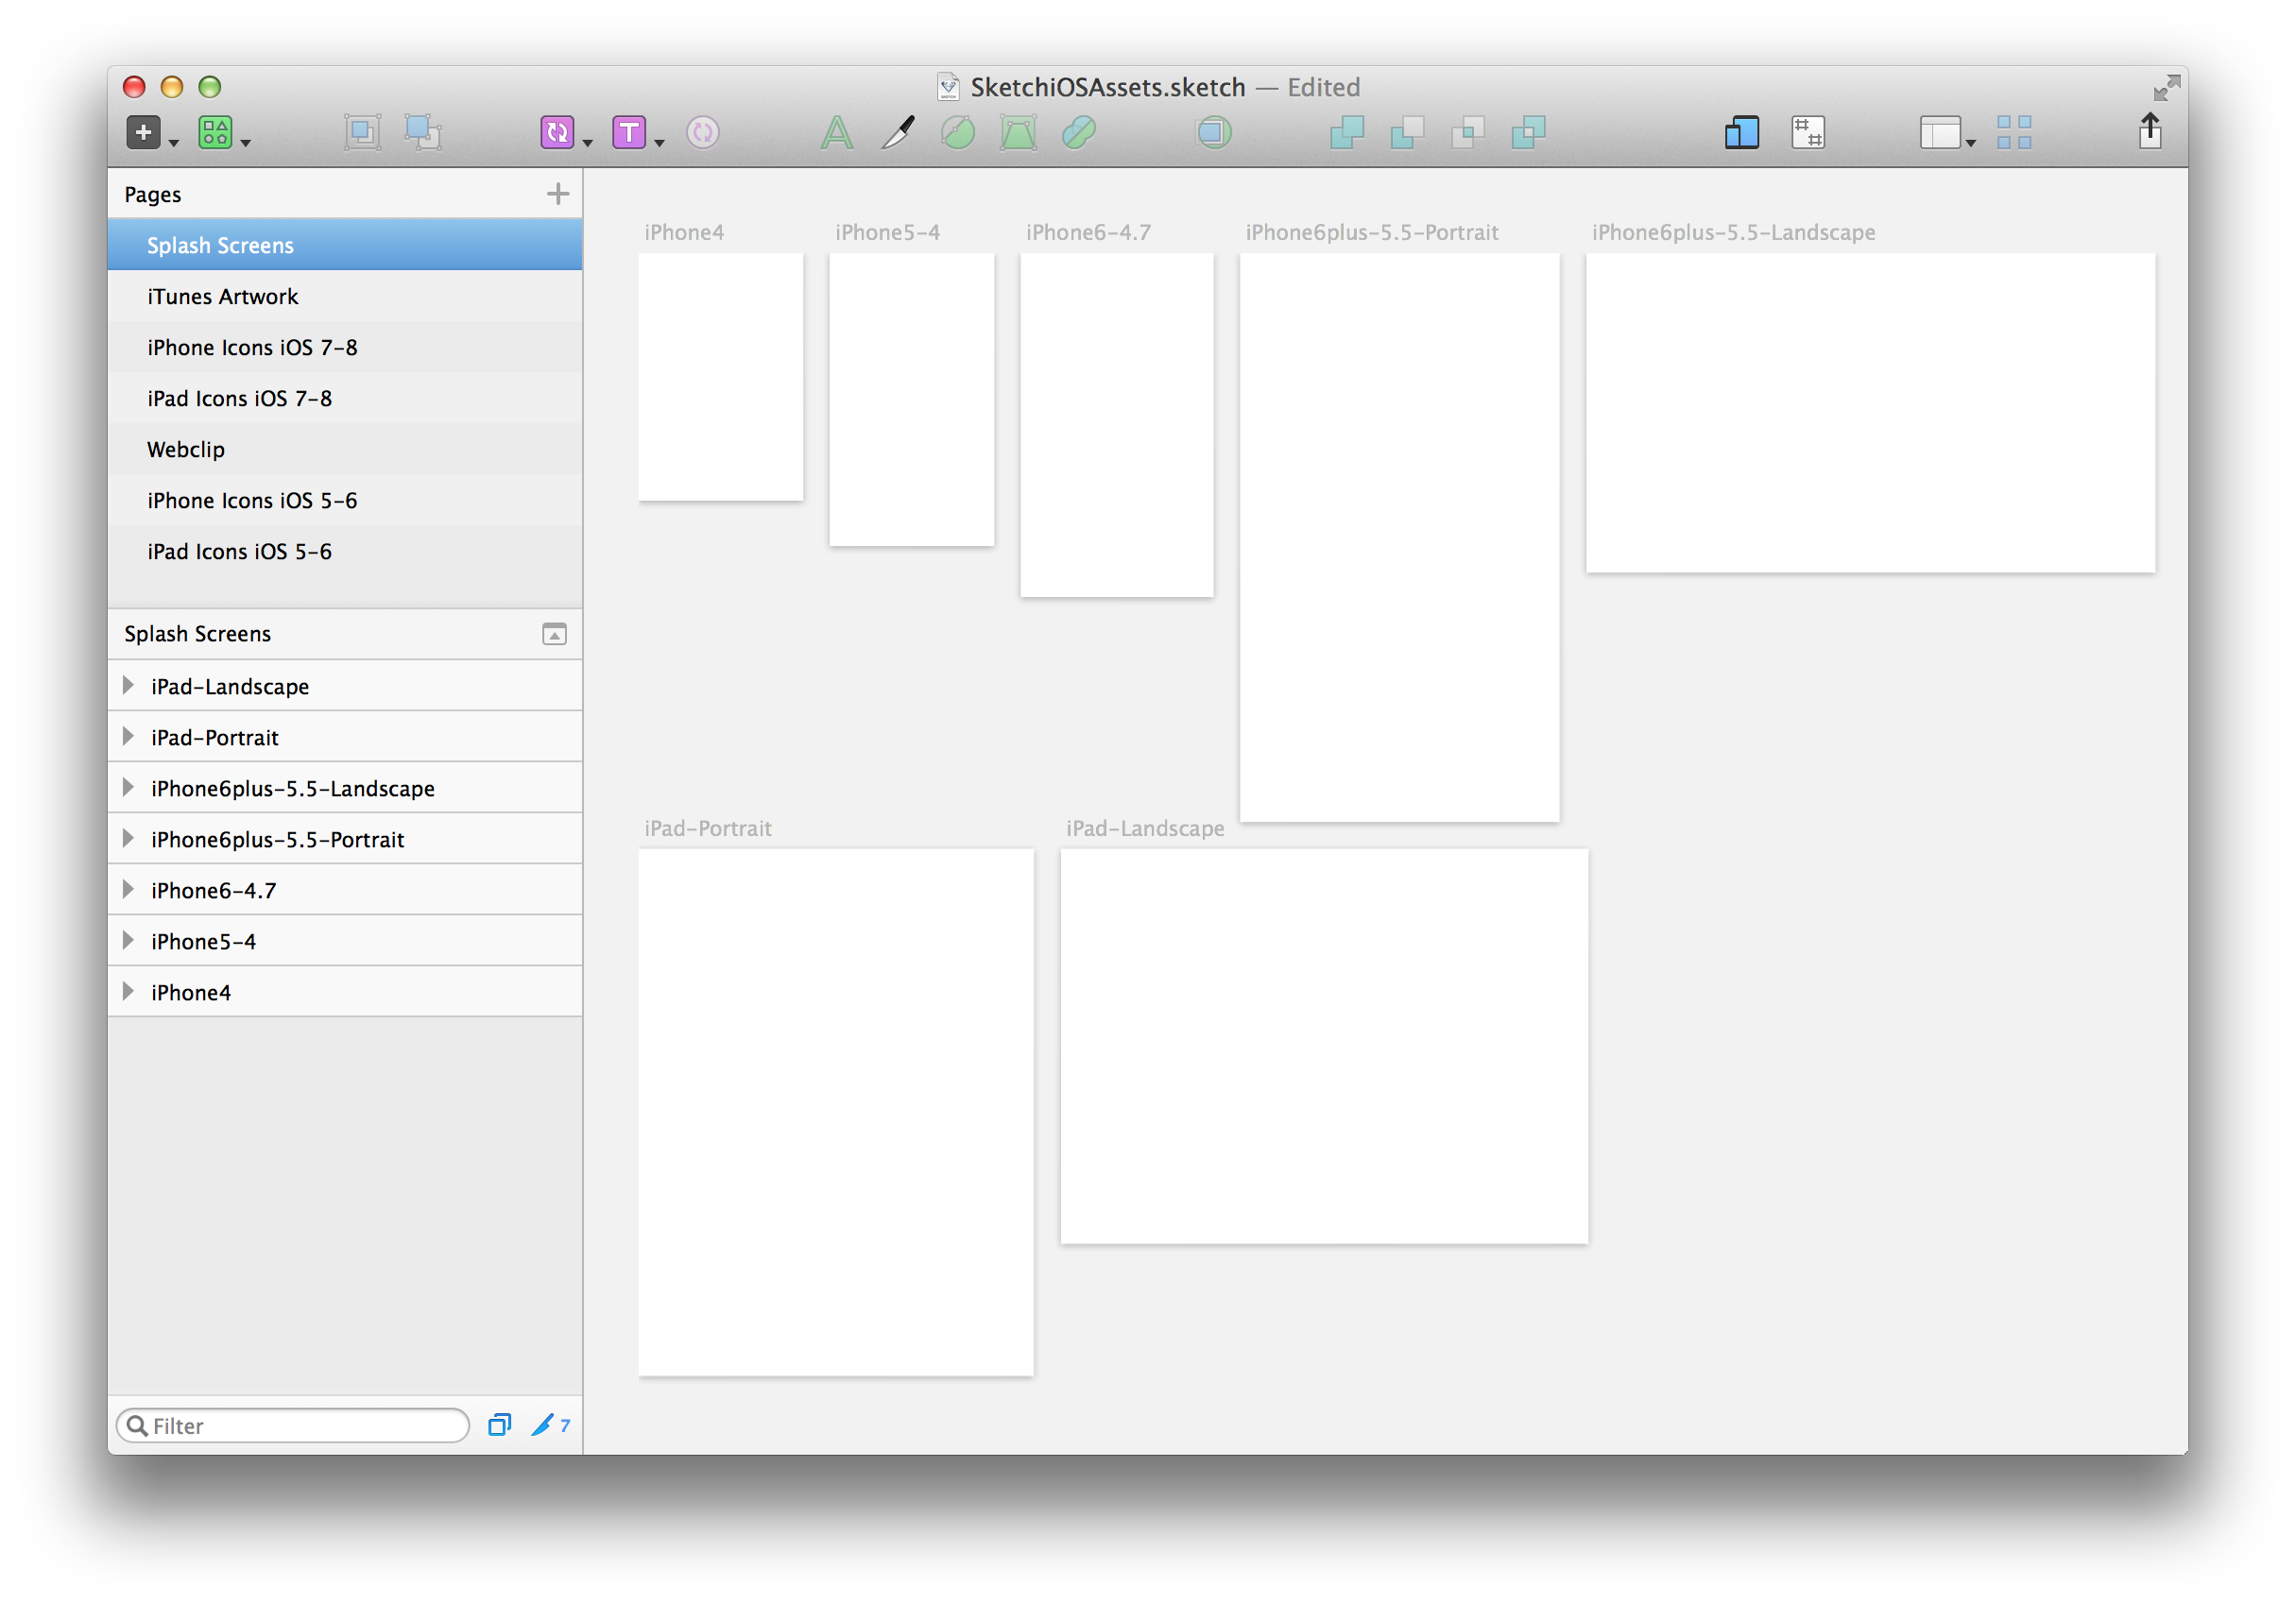 SketchiOSAssets.sketch — Edited
Pages
Splash Screens
iTunes Artwork
iPhone Icons iOS 7-8
iPad Icons iOS 7-8
Webclip
iPhone Icons iOS 5-6
iPad Icons iOS 5-6
Splash Screens
iPad-Landscape
iPad-Portrait
iPhone6plus-5.5-Landscape
iPhone6plus-5.5-Portrait
iPhone6-4.7
iPhone5-4
iPhone4
Filter
7
iPhone4
iPhone5-4
iPhone6-4.7
iPhone6plus-5.5-Portrait
iPhone6plus-5.5-Landscape
iPad-Portrait
iPad-Landscape